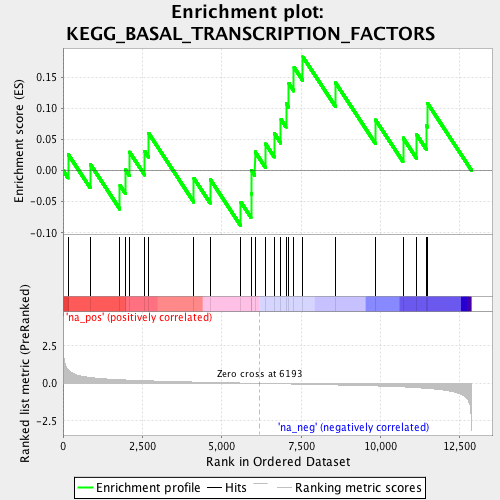 Enrichment plot:
KEGG_BASAL_TRANSCRIPTION_FACTORS
Enrichment score (ES)
0.15
0.10
0.05
0.00
-0.05
-0.10
'na_pos' (positively correlated)
Ranked list metric (PreRanked)
2.5
0.0
-2.5
Zero cross at 6193
'na_neg' (negatively correlated)
0 2,500 5,000 7,500 10,000 12,500
Rank in Ordered Dataset
Enrichment profile Hits Ranking metric scores